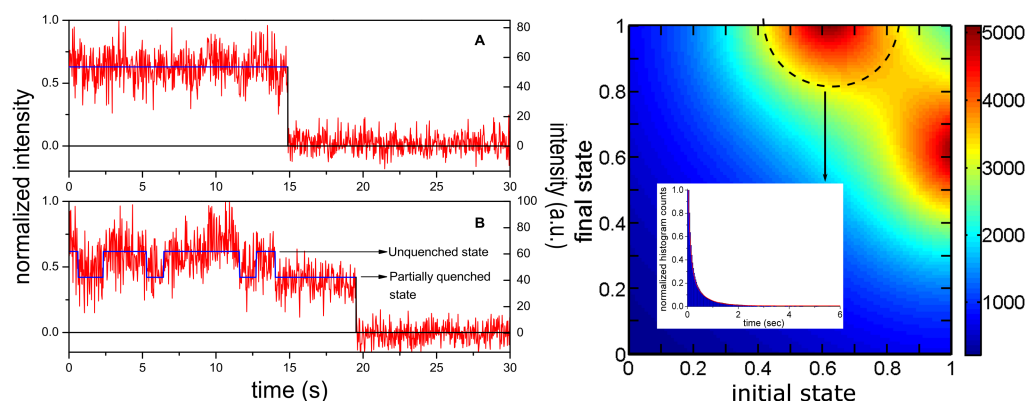 1.0
0.5
0.0
80
60
40
20
0
A
0 5 10 15 20 25 30
1.0
0.5
0.0
100
80
60
40
20
0
B
Unquenched state
Partially quenched
state
0 5 10 15 20 25 30
time (s)
normalized intensity
intensity (a.u.)
1
0.8
0.6
0.4
0.2
0
final state
0 0.2 0.4 0.6 0.8 1
initial state
1.0
0.8
0.6
0.4
0.2
0.0
normalized histogram counts
0 2 4 6
time (sec)
5000
4000
3000
2000
1000